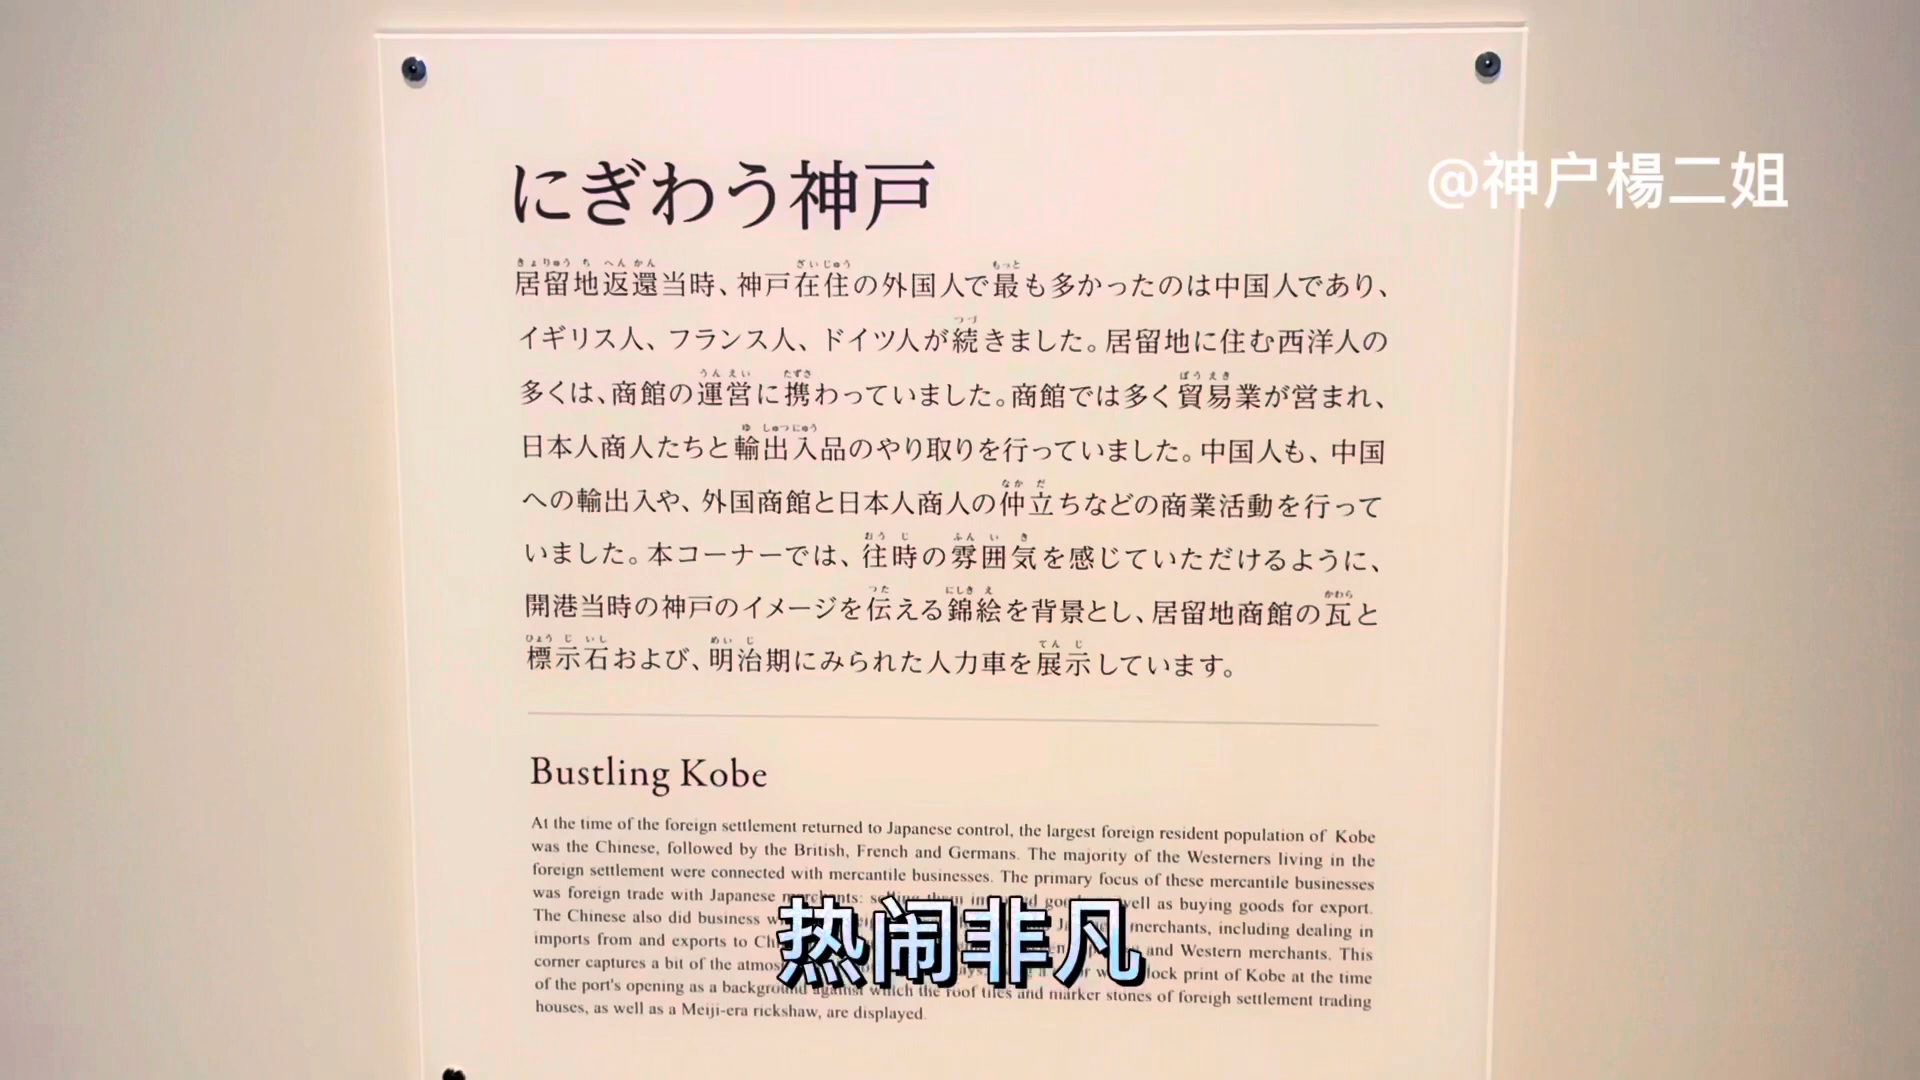 にぎわう神戸
@神户楊二姐
居留地返還当時、神戸在住の外国人で最も多かったのは中国人であり、
イギリス人、フランス人、ドイツ人が続きました。居留地に住む西洋人の
多くは、商館の運営に携わっていました。商館では多く貿易業が営まれ、
日本人商人たちと輸出入品のやり取りを行っていました。中国人も、中国
への輸出入や、外国商館と日本人商人の仲立ちなどの商業活動を行って
いました。本コーナーでは、往時の雰囲気を感じていただけるように、
開港当時の神戸のイメージを伝える錦絵を背景とし、居留地商館の瓦と
標示石および、明治期にみられた人力車を展示しています。
Bustling Kobe
At the time of the foreign settlement returned to Japanese control, the largest foreign resident population of Kobe
was the Chinese, followed by the British, French and Germans. The majority of the Westerners living in the
foreign settlement were connected with mercantile businesses. The primary focus of these mercantile businesses
was foreign trade with Japanese merchants: selling them well as buying goods for export.
The Chinese also did business merchants, including dealing in
imports from and exports to and Western merchants. This
corner captures a bit of the print of Kobe at the time
of the port's opening as a background against which the roof tiles and marker stones of foreigh settlement trading
houses, as well as a Meiji-era rickshaw, are displayed.
热闹非凡